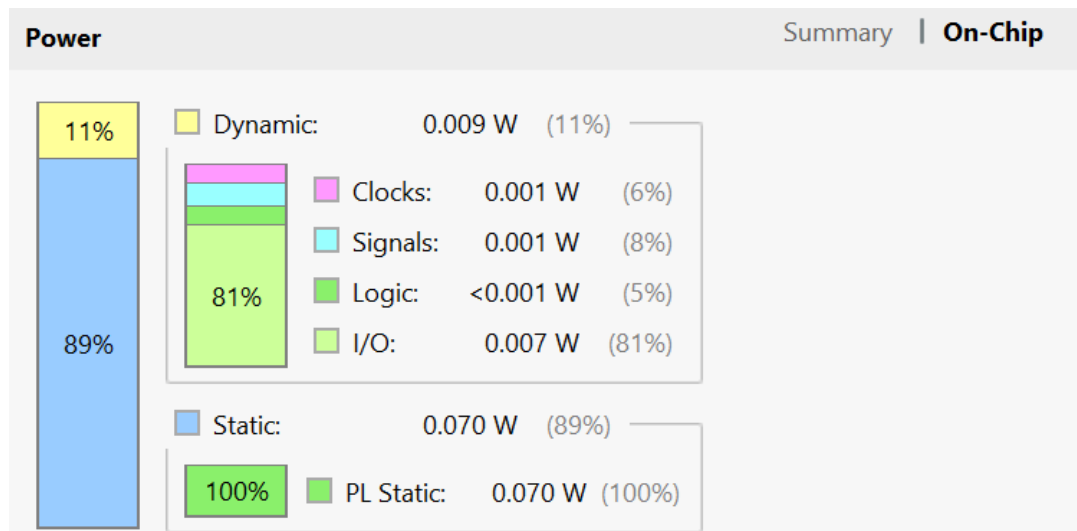 Power Summary | On-Chip
11% Dynamic: 0.009 W (11%)
Clocks: 0.001 W (6%)
Signals: 0.001 W (8%)
81% Logic: <0.001 W (5%)
89% I/O: 0.007 W (81%)
Static: 0.070 W (89%)
100% PL Static: 0.070 W (100%)